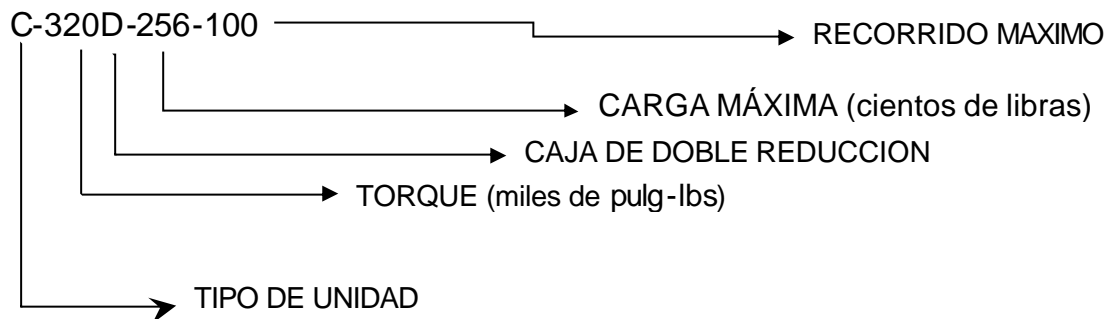 C-320D-256-100
RECORRIDO MAXIMO
CARGA MÁXIMA (cientos de libras)
CAJA DE DOBLE REDUCCION
TORQUE (miles de pulg-lbs)
TIPO DE UNIDAD